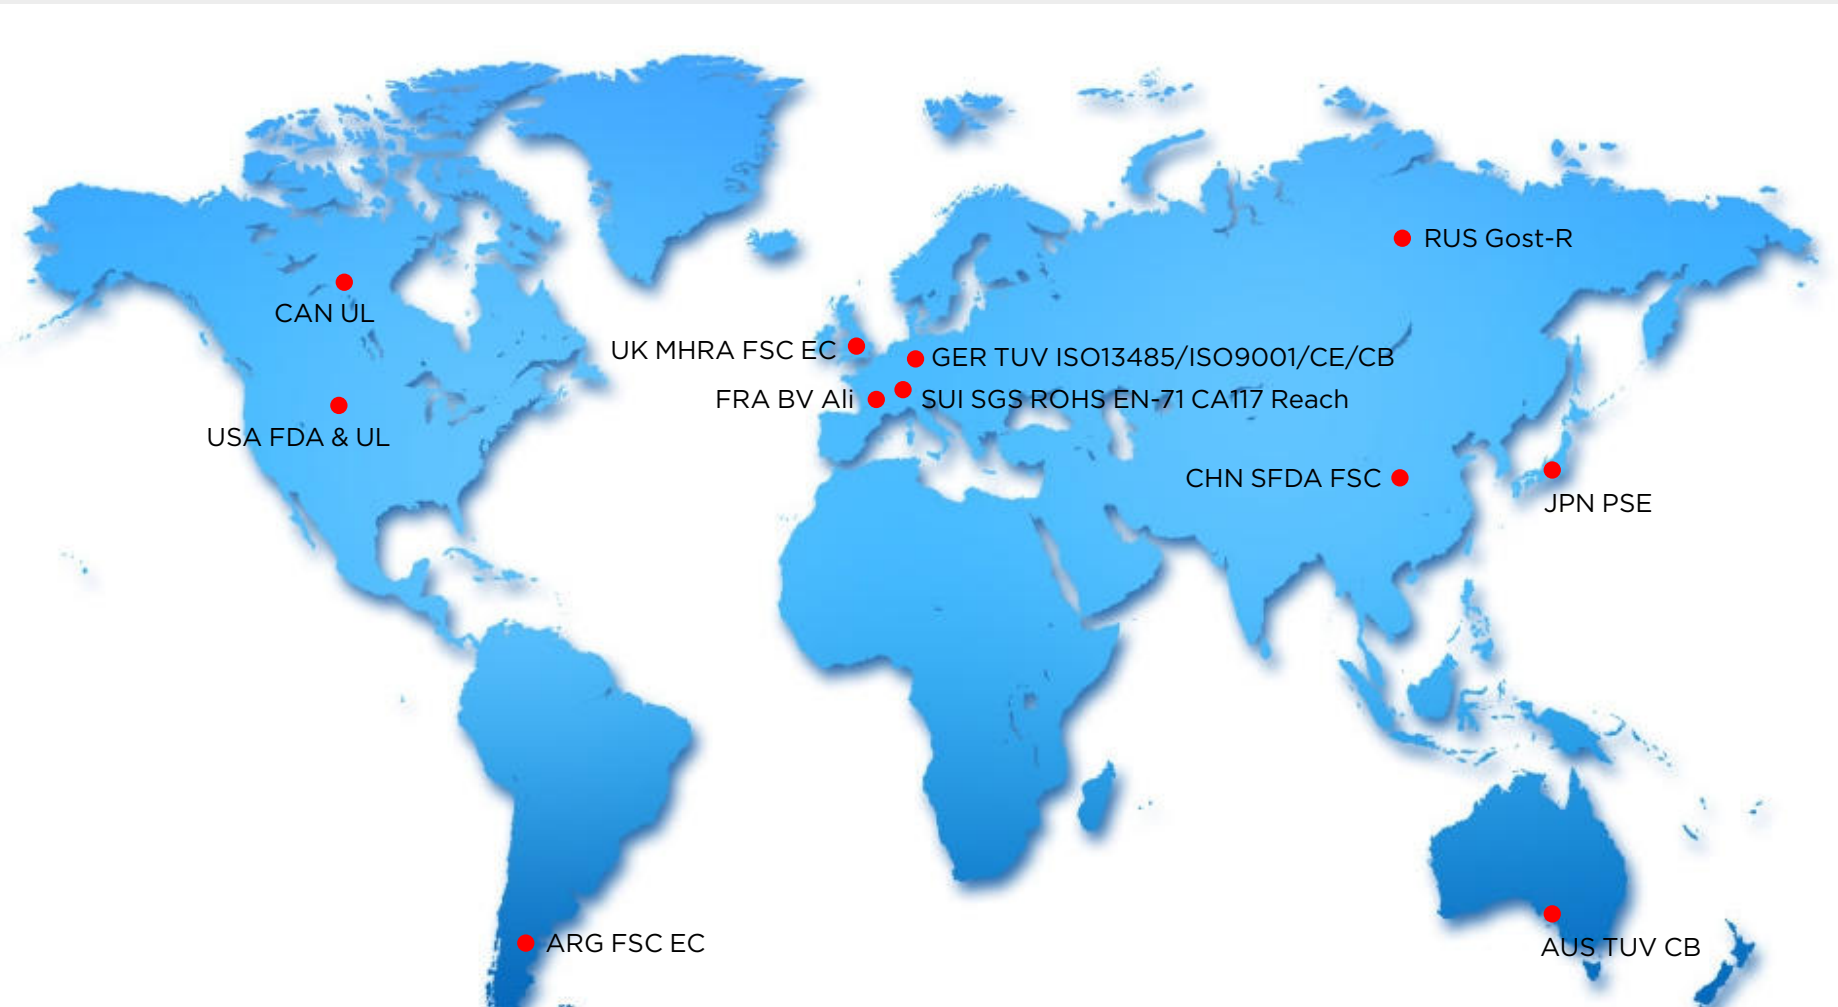 RUS Gost-R
CAN UL
UK MHRA FSC EC
GER TUV ISO13485/ISO9001/CE/CB
FRA BV Ali
SUI SGS ROHS EN-71 CA117 Reach
USA FDA & UL
CHN SFDA FSC
JPN PSE
ARG FSC EC
AUS TUV CB